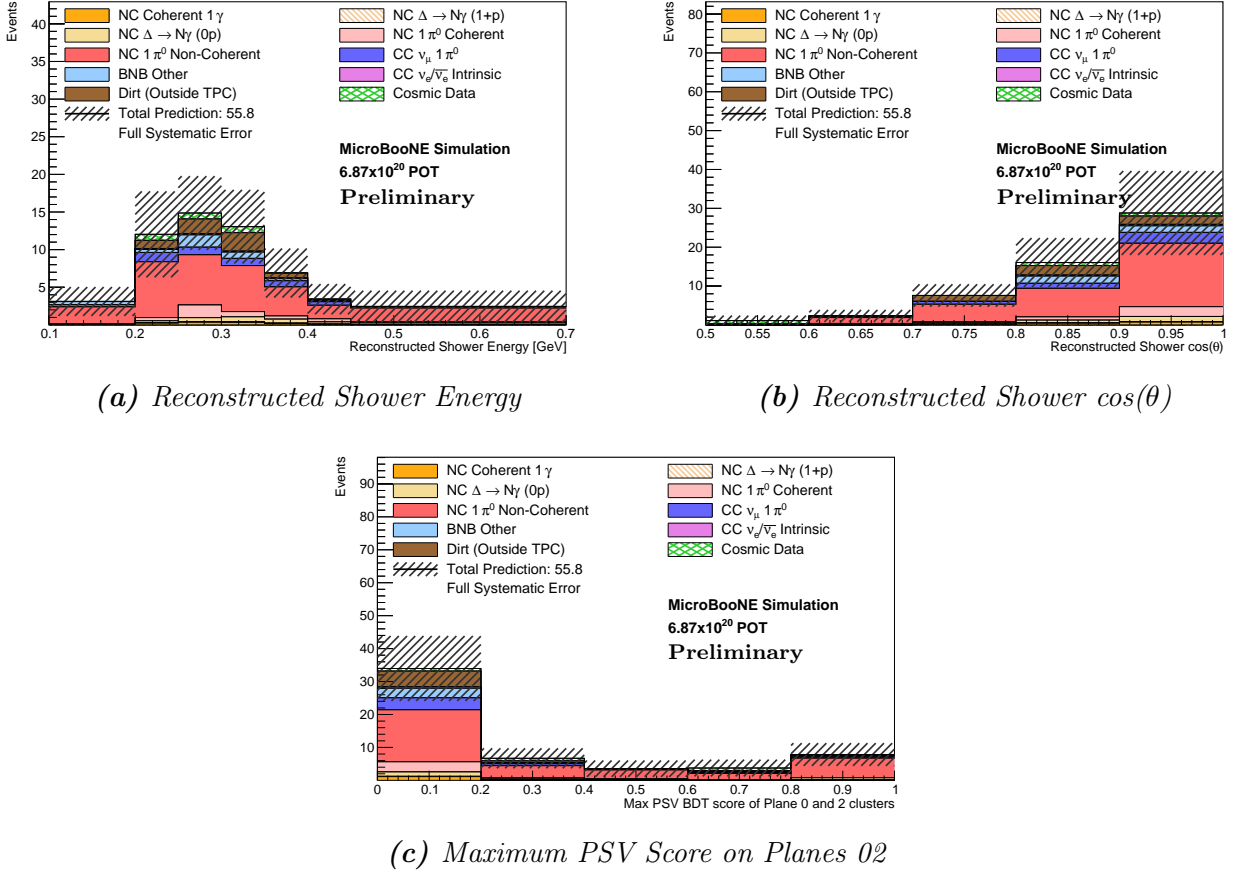 Events
NC Coherent 1 γ
NC Δ → Nγ (1+p)
NC Δ → Nγ (0p)
NC 1 π⁰ Coherent
NC 1 π⁰ Non-Coherent
CC ν_μ 1 π⁰
BNB Other
CC ν_e/ν̅_e Intrinsic
Dirt (Outside TPC)
Cosmic Data
Total Prediction: 55.8
Full Systematic Error
MicroBooNE Simulation
6.87x10²⁰ POT
Preliminary
40
35
30
25
20
15
10
5
0.1 0.2 0.3 0.4 0.5 0.6 0.7
Reconstructed Shower Energy [GeV]
(a) Reconstructed Shower Energy
Events
NC Coherent 1 γ
NC Δ → Nγ (1+p)
NC Δ → Nγ (0p)
NC 1 π⁰ Coherent
NC 1 π⁰ Non-Coherent
CC ν_μ 1 π⁰
BNB Other
CC ν_e/ν̅_e Intrinsic
Dirt (Outside TPC)
Cosmic Data
Total Prediction: 55.8
Full Systematic Error
MicroBooNE Simulation
6.87x10²⁰ POT
Preliminary
80
70
60
50
40
30
20
10
0.5 0.55 0.6 0.65 0.7 0.75 0.8 0.85 0.9 0.95 1
Reconstructed Shower cos(θ)
(b) Reconstructed Shower cos(θ)
Events
NC Coherent 1 γ
NC Δ → Nγ (1+p)
NC Δ → Nγ (0p)
NC 1 π⁰ Coherent
NC 1 π⁰ Non-Coherent
CC ν_μ 1 π⁰
BNB Other
CC ν_e/ν̅_e Intrinsic
Dirt (Outside TPC)
Cosmic Data
Total Prediction: 55.8
Full Systematic Error
MicroBooNE Simulation
6.87x10²⁰ POT
Preliminary
90
80
70
60
50
40
30
20
10
0 0.1 0.2 0.3 0.4 0.5 0.6 0.7 0.8 0.9 1
Max PSV BDT score of Plane 0 and 2 clusters
(c) Maximum PSV Score on Planes 02